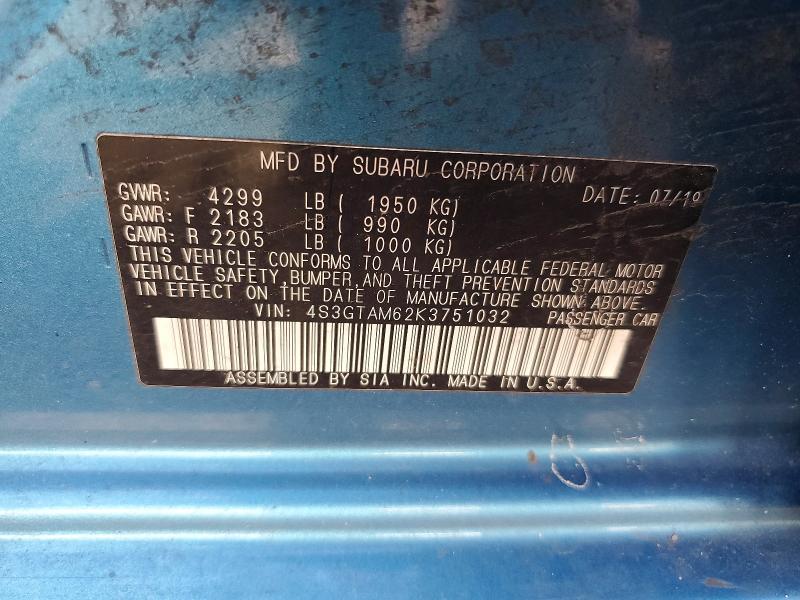 MFD BY SUBARU CORPORATION
GVWR: 4299 LB ( 1950 KG) DATE: 07/19
GAWR: F 2183 LB ( 990 KG)
GAWR: R 2205 LB ( 1000 KG)
THIS VEHICLE CONFORMS TO ALL APPLICABLE FEDERAL MOTOR
VEHICLE SAFETY, BUMPER, AND THEFT PREVENTION STANDARDS
IN EFFECT ON THE DATE OF MANUFACTURE SHOWN ABOVE.
VIN: 4S3GTAM62K3751032 PASSENGER CAR
ASSEMBLED BY SIA INC. MADE IN U.S.A.